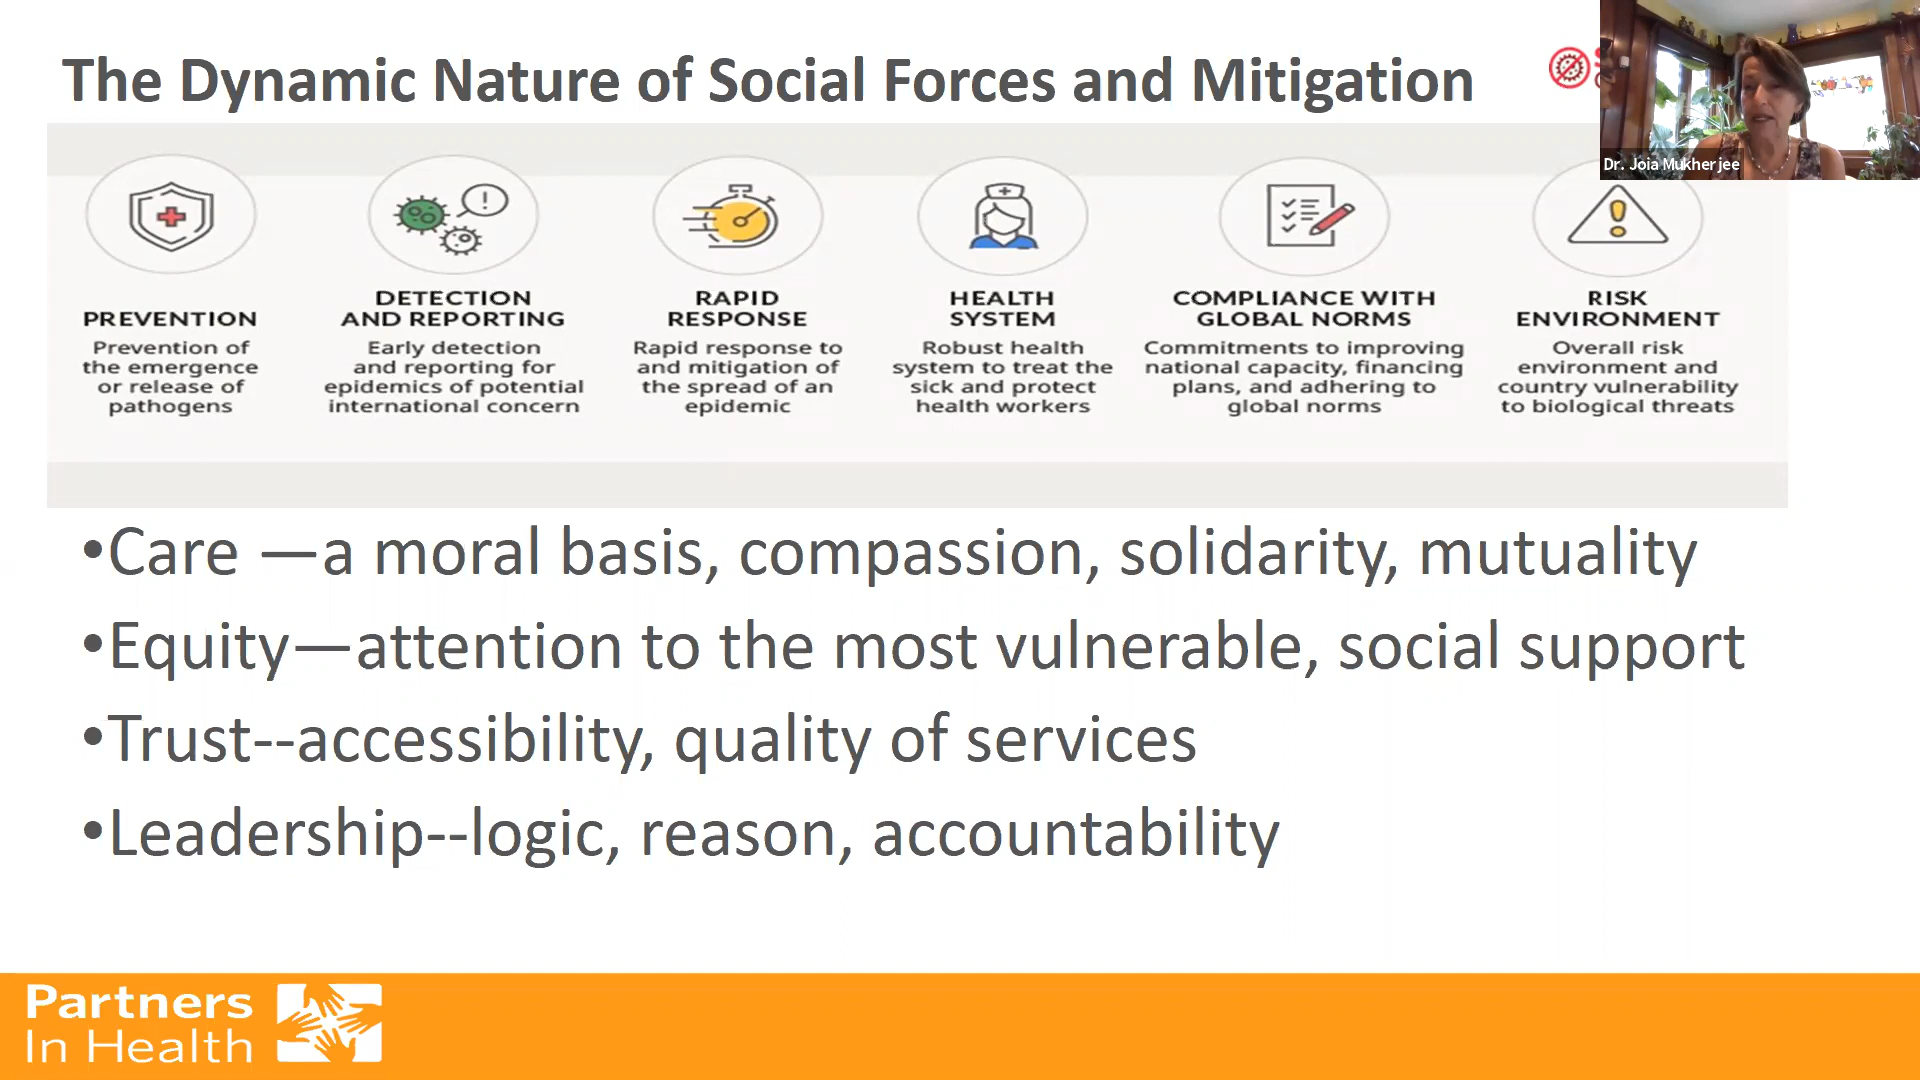 The Dynamic Nature of Social Forces and Mitigation
Dr. Joia Mukherjee
PREVENTION
Prevention of
the emergence
or release of
pathogens
DETECTION
AND REPORTING
Early detection
and reporting for
epidemics of potential
international concern
RAPID
RESPONSE
Rapid response to
and mitigation of
the spread of an
epidemic
HEALTH
SYSTEM
Robust health
system to treat the
sick and protect
health workers
COMPLIANCE WITH
GLOBAL NORMS
Commitments to improving
national capacity, financing
plans, and adhering to
global norms
RISK
ENVIRONMENT
Overall risk
environment and
country vulnerability
to biological threats
•Care —a moral basis, compassion, solidarity, mutuality
•Equity—attention to the most vulnerable, social support
•Trust--accessibility, quality of services
•Leadership--logic, reason, accountability
Partners
In Health